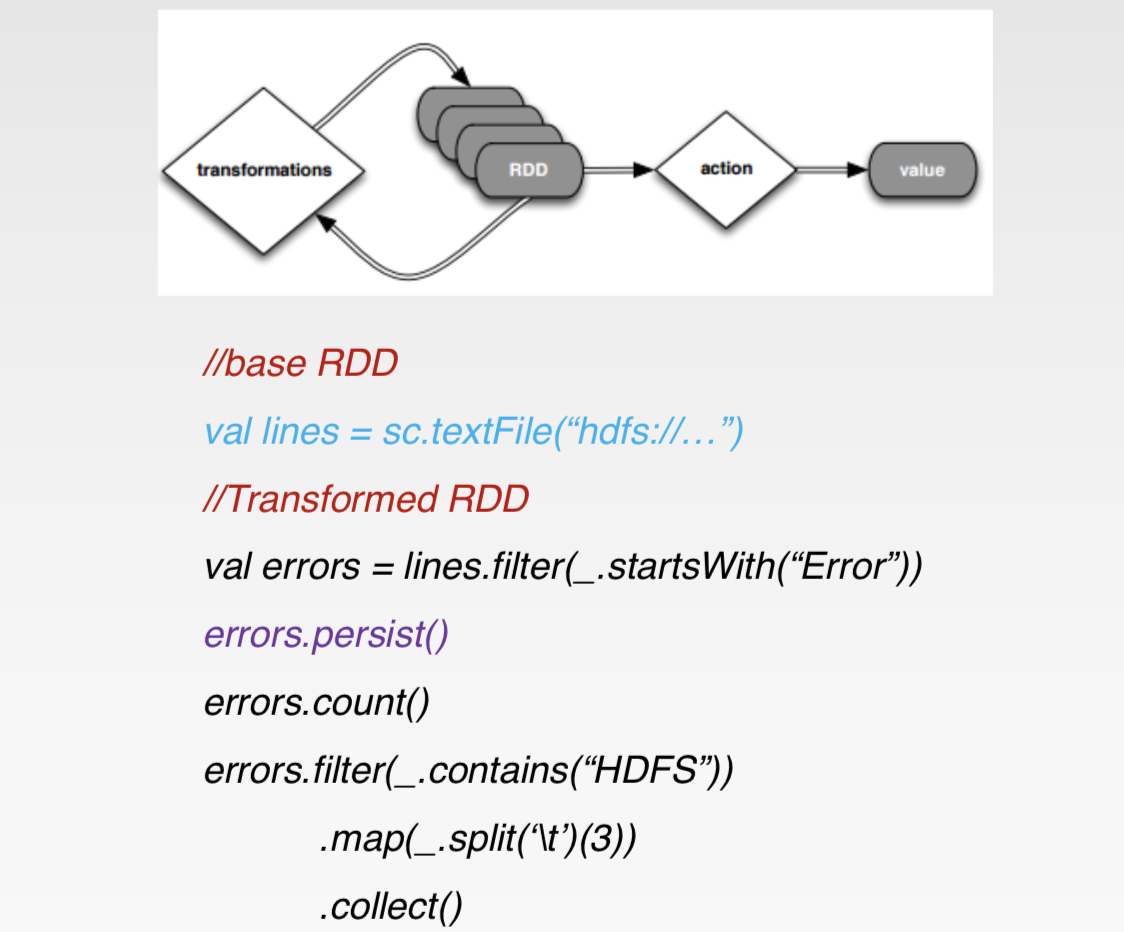 transformations
RDD
action
value
//base RDD
val lines = sc.textFile(“hdfs://…”)
//Transformed RDD
val errors = lines.filter(_.startsWith(“Error”))
errors.persist()
errors.count()
errors.filter(_.contains(“HDFS”))
.map(_.split(‘\t’)(3))
.collect()